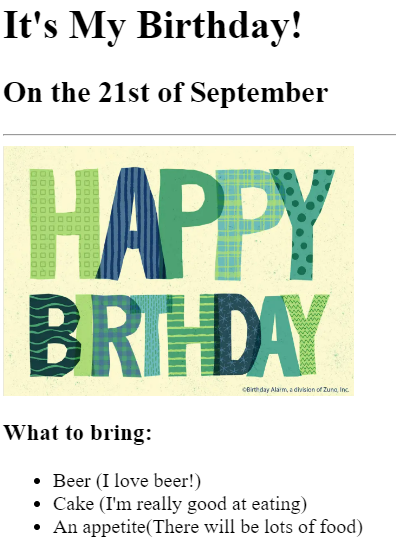 It's My Birthday!
On the 21st of September
HAPPY
BIRTHDAY
©Birthday Alarm, a division of Zuno, Inc.
What to bring:
• Beer (I love beer!)
• Cake (I'm really good at eating)
• An appetite(There will be lots of food)